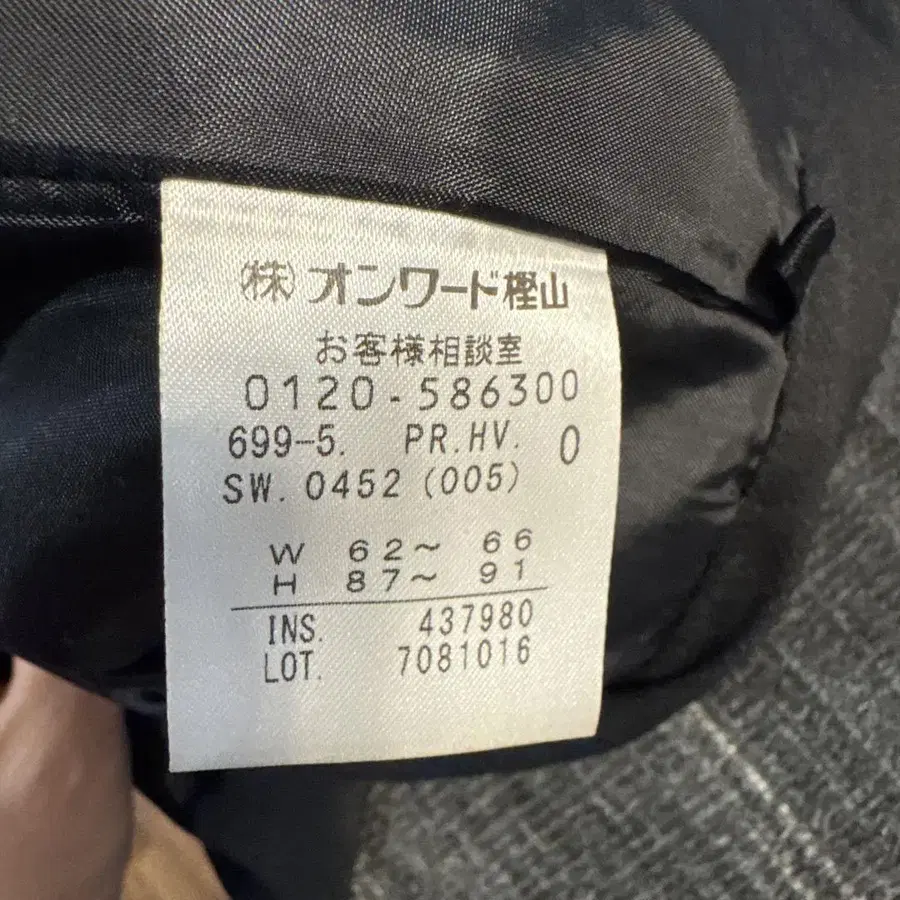 (株)オンワード樫山
お客様相談室
0120-586300
699-5. PR.HV. 0
SW. 0452 (005)
W 62〜 66
H 87〜 91
INS. 437980
LOT. 7081016